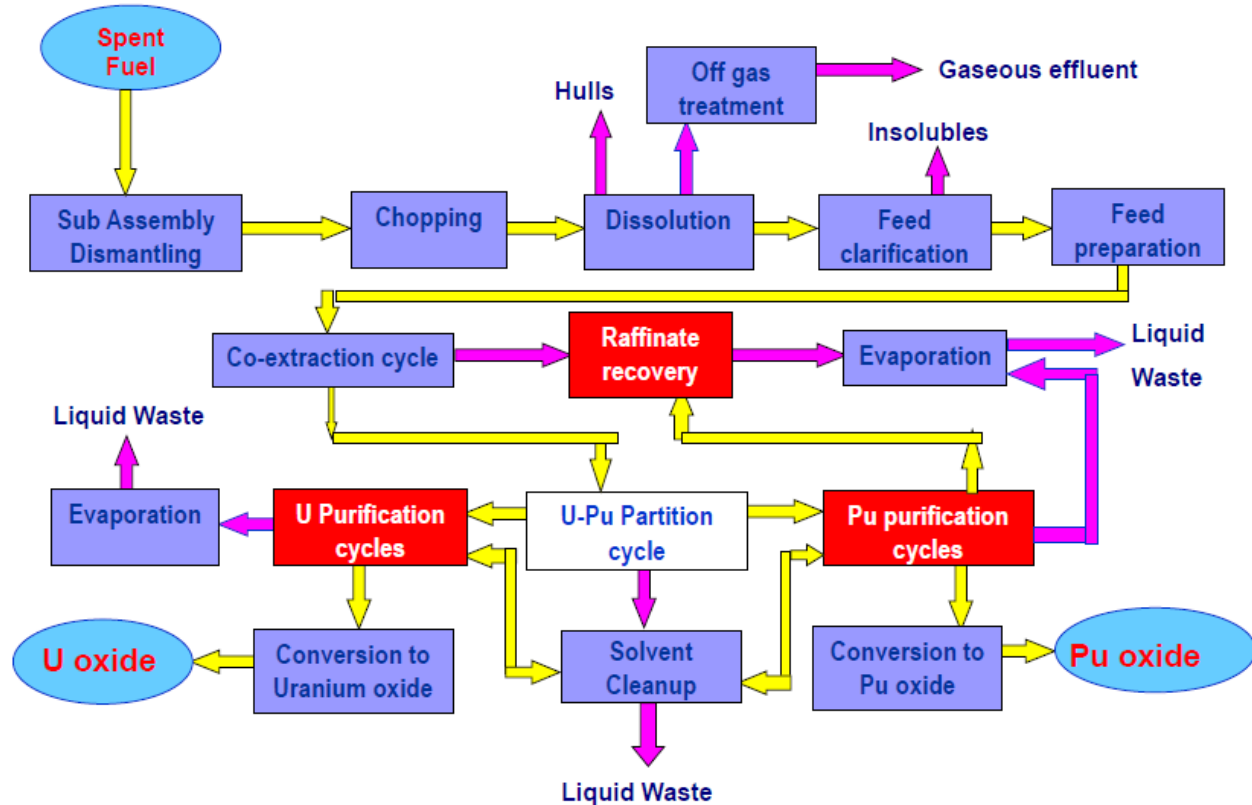 Spent
Fuel
Off gas
treatment
Gaseous effluent
Hulls
Insolubles
Sub Assembly
Dismantling
Chopping
Dissolution
Feed
clarification
Feed
preparation
Co-extraction cycle
Raffinate
recovery
Evaporation
Liquid
Waste
Liquid Waste
Evaporation
U Purification
cycles
U-Pu Partition
cycle
Pu purification
cycles
U oxide
Conversion to
Uranium oxide
Solvent
Cleanup
Conversion to
Pu oxide
Pu oxide
Liquid Waste